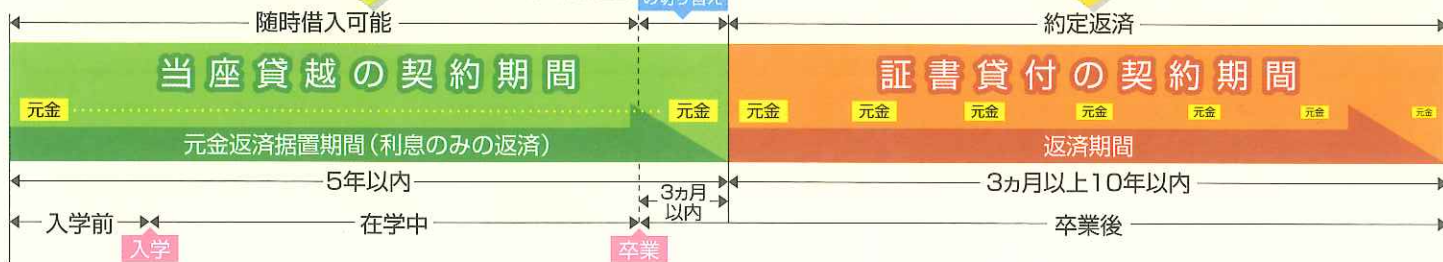 の切り替え
随時借入可能
約定返済
当座貸越の契約期間
証書貸付の契約期間
元金
元金
元金
元金
元金
元金
元金
元金
元金
元金返済据置期間(利息のみの返済)
返済期間
5年以内
3ヵ月以内
3ヵ月以上10年以内
入学前
在学中
卒業後
入学
卒業